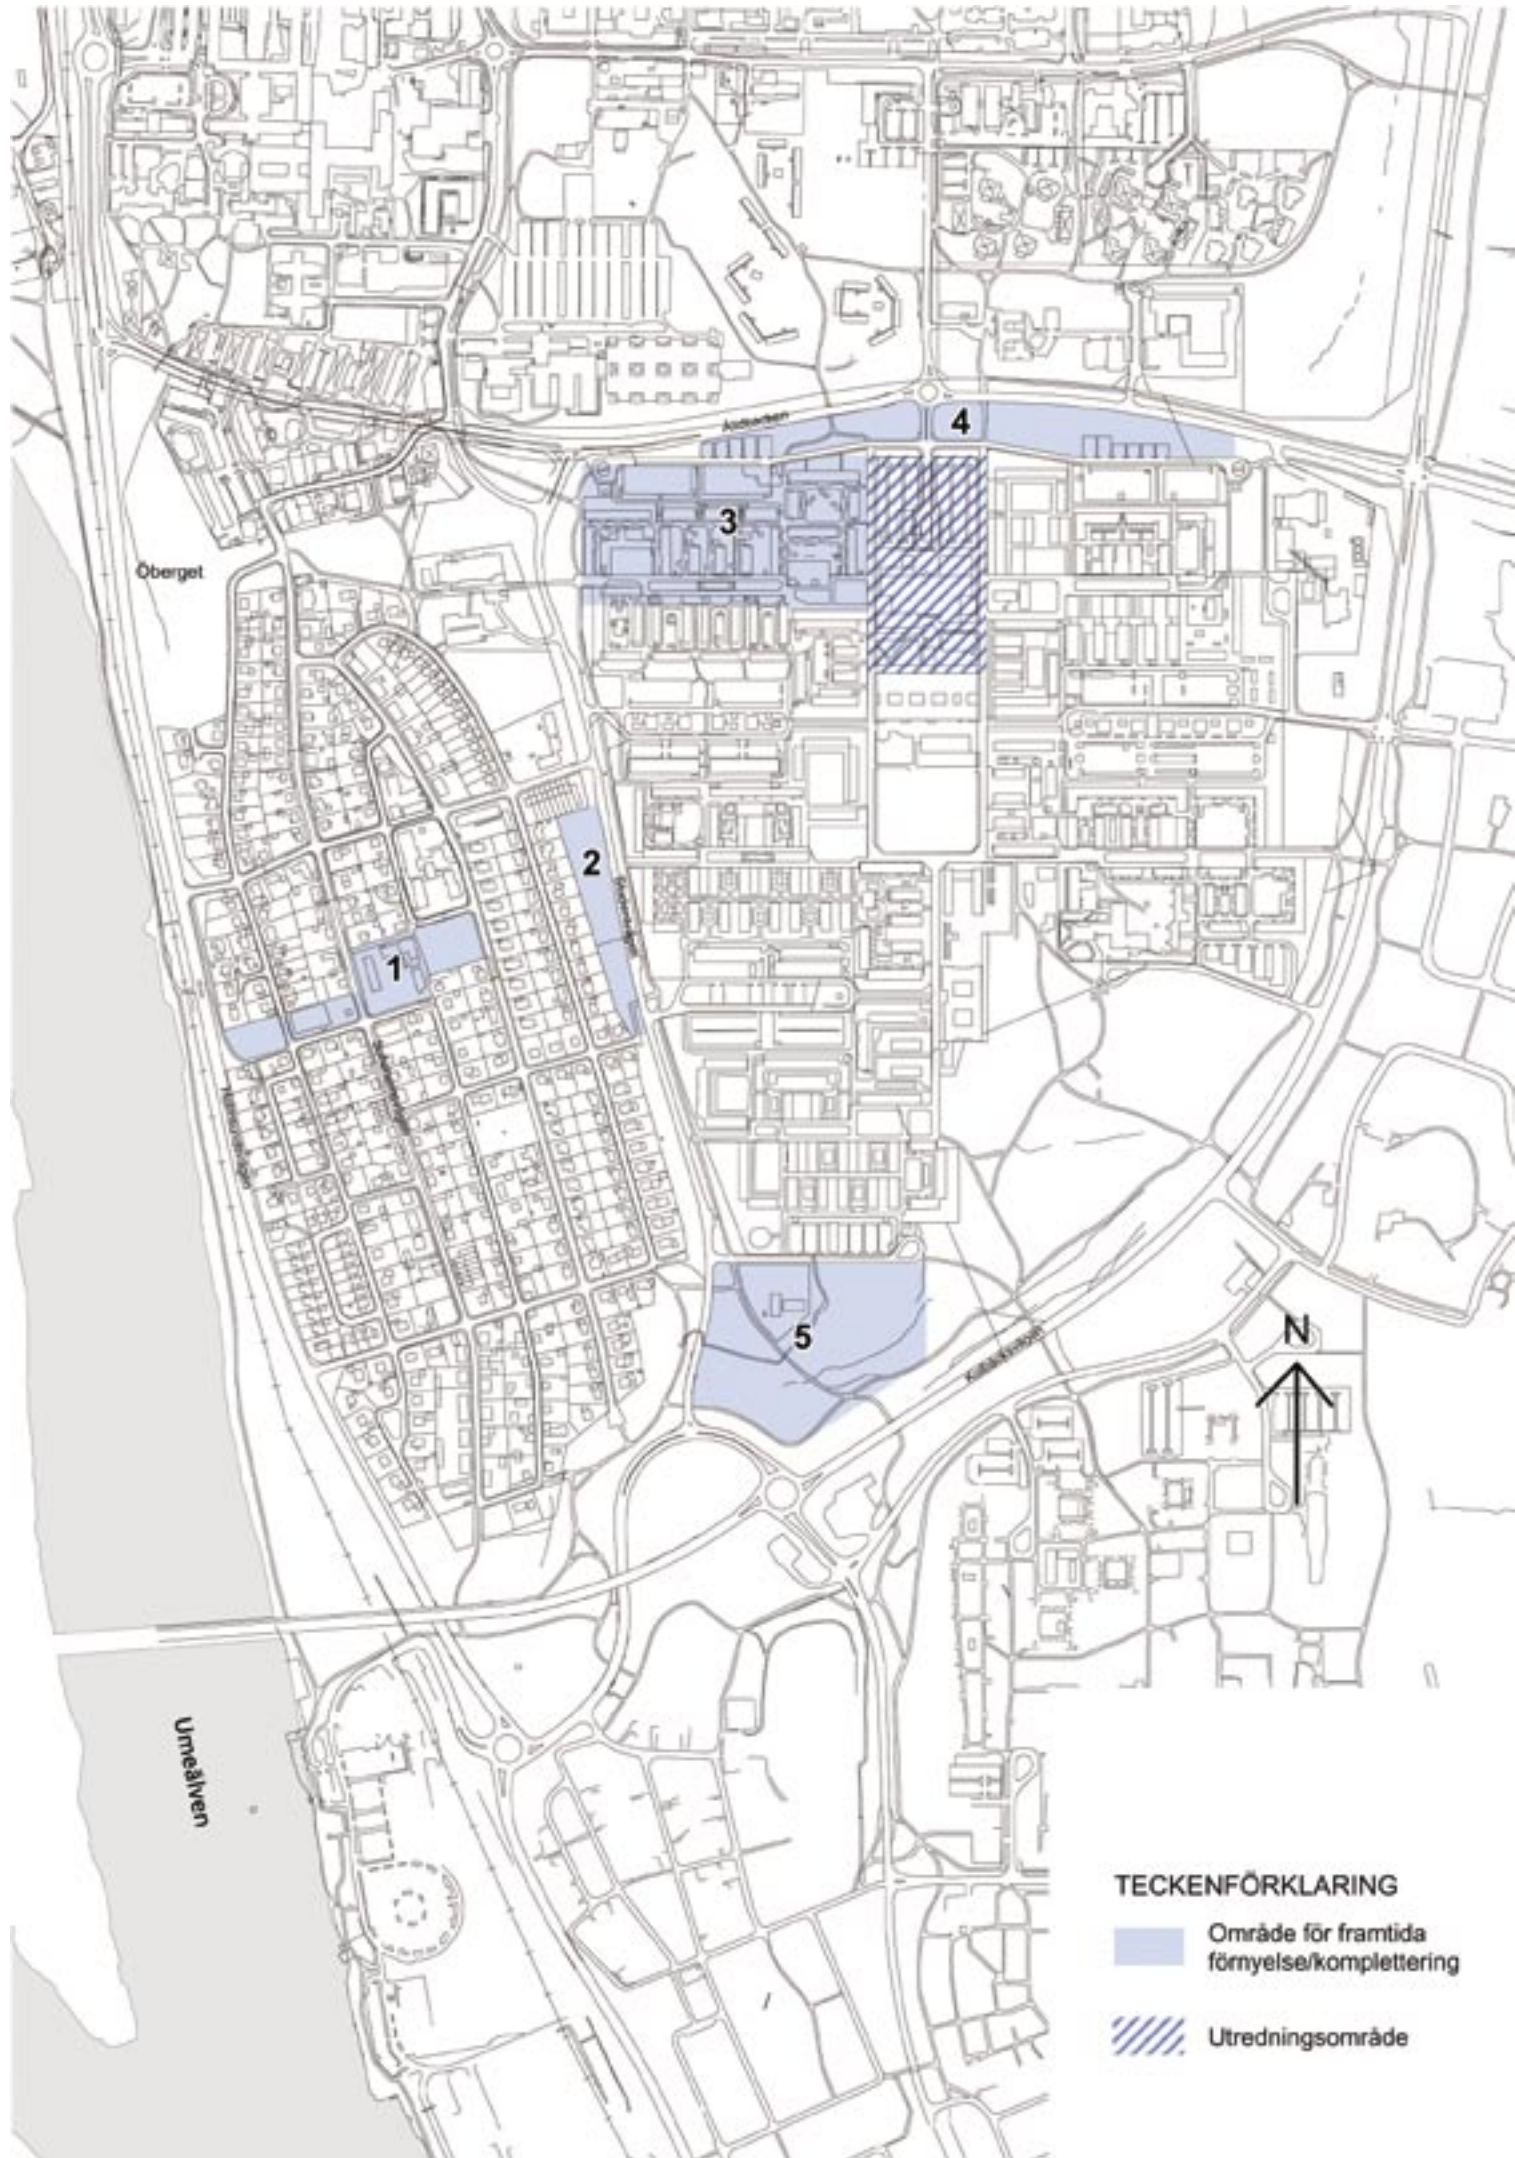 4
3
Öberget
2
1
N
5
Umeälven
TECKENFÖRKLARING
Område för framtida
förnyelse/komplettering
Utredningsområde